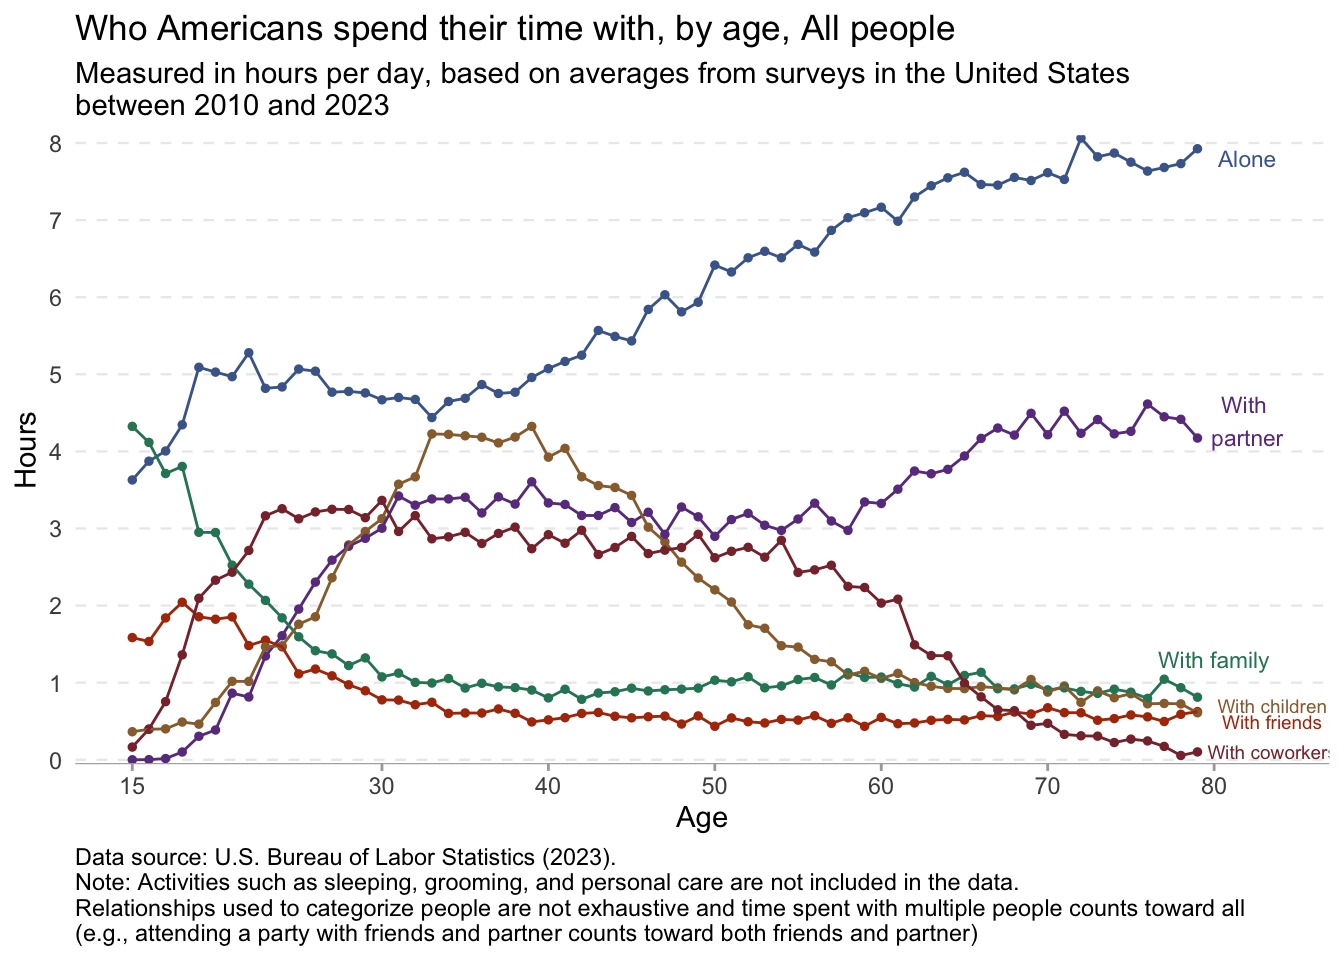 Who Americans spend their time with, by age, All people
Measured in hours per day, based on averages from surveys in the United States
between 2010 and 2023
8
7
6
5
4
3
2
1
0
Hours
Alone
With
partner
With family
With children
With friends
With coworkers
15
30
40
50
60
70
80
Age
Data source: U.S. Bureau of Labor Statistics (2023).
Note: Activities such as sleeping, grooming, and personal care are not included in the data.
Relationships used to categorize people are not exhaustive and time spent with multiple people counts toward all
(e.g., attending a party with friends and partner counts toward both friends and partner)